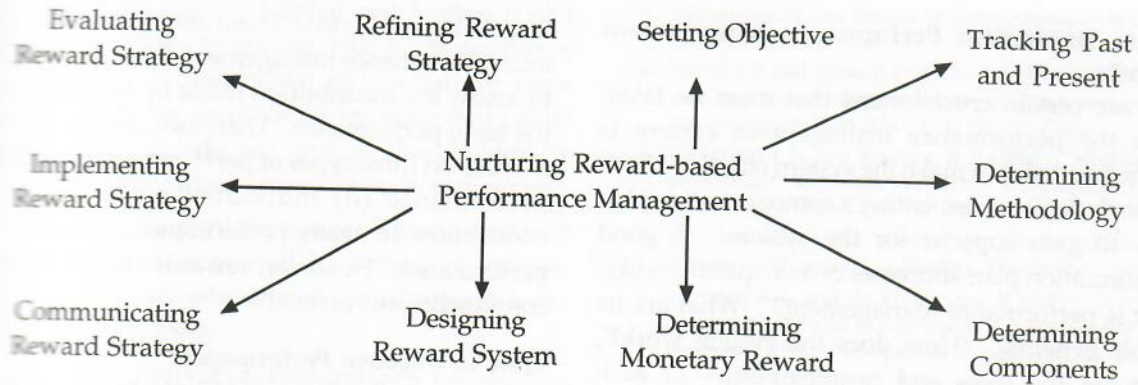 Evaluating
Reward Strategy
Refining Reward
Strategy
Setting Objective
Tracking Past
and Present
Implementing
Reward Strategy
Nurturing Reward-based
Performance Management
Determining
Methodology
Communicating
Reward Strategy
Designing
Reward System
Determining
Monetary Reward
Determining
Components